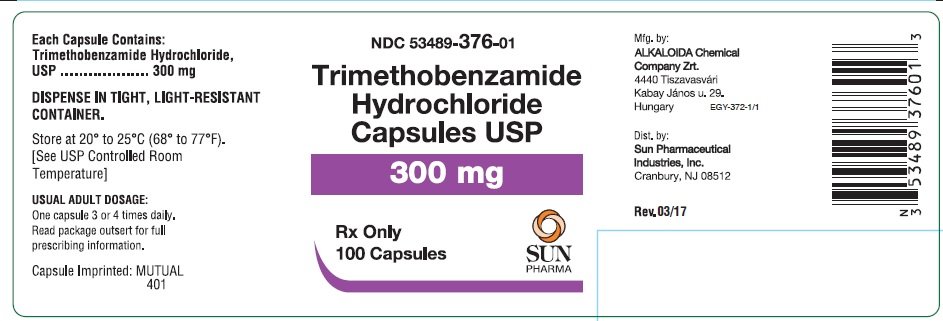 Each Capsule Contains:
Trimethobenzamide Hydrochloride,
USP .................... 300 mg
DISPENSE IN TIGHT, LIGHT-RESISTANT
CONTAINER.
Store at 20° to 25°C (68° to 77°F).
[See USP Controlled Room
Temperature]
USUAL ADULT DOSAGE:
One capsule 3 or 4 times daily.
Read package outsert for full
prescribing information.
Capsule Imprinted: MUTUAL
401
NDC 53489-376-01
Trimethobenzamide
Hydrochloride
Capsules USP
300 mg
Rx Only
100 Capsules
SUN
PHARMA
Mfg. by:
ALKALOIDA Chemical
Company Zrt.
4440 Tiszavasvári
Kabay János u. 29.
Hungary EGY-372-1/1
Dist. by:
Sun Pharmaceutical
Industries, Inc.
Cranbury, NJ 08512
Rev. 03/17
N 3 53489 37601 3